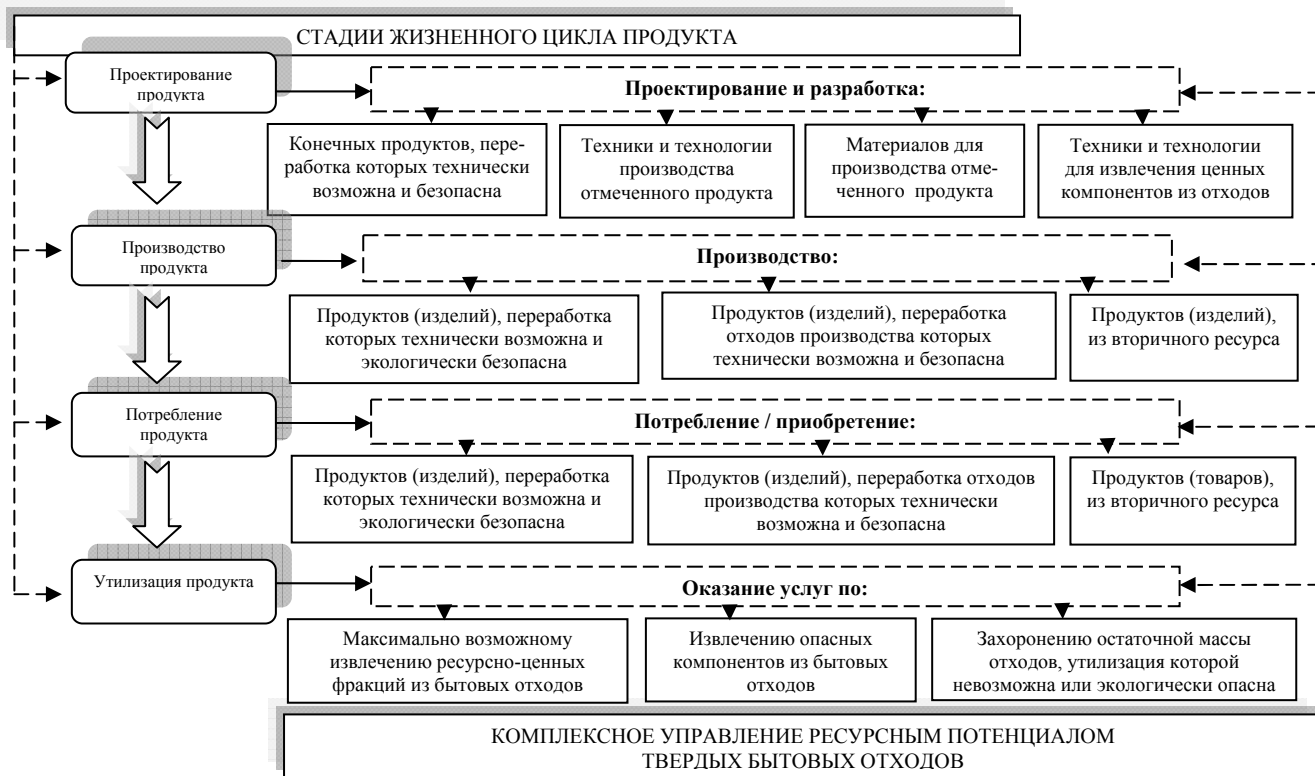 СТАДИИ ЖИЗНЕННОГО ЦИКЛА ПРОДУКТА
Проектирование
продукта
Проектирование и разработка:
Конечных продуктов, пере-
работка которых технически
возможна и безопасна
Техники и технологии
производства
отмеченного продукта
Материалов для
производства отме-
ченного продукта
Техники и технологии
для извлечения ценных
компонентов из отходов
Производство
продукта
Производство:
Продуктов (изделий), переработка
которых технически возможна и
экологически безопасна
Продуктов (изделий), переработка
отходов производства которых
технически возможна и безопасна
Продуктов (изделий),
из вторичного ресурса
Потребление
продукта
Потребление / приобретение:
Продуктов (изделий), переработка
которых технически возможна и
экологически безопасна
Продуктов (изделий), переработка отходов
производства которых технически
возможна и безопасна
Продуктов (товаров),
из вторичного ресурса
Утилизация продукта
Оказание услуг по:
Максимально возможному
извлечению ресурсно-ценных
фракций из бытовых отходов
Извлечению опасных
компонентов из бытовых
отходов
Захоронению остаточной массы
отходов, утилизация которой
невозможна или экологически опасна
КОМПЛЕКСНОЕ УПРАВЛЕНИЕ РЕСУРСНЫМ ПОТЕНЦИАЛОМ
ТВЕРДЫХ БЫТОВЫХ ОТХОДОВ